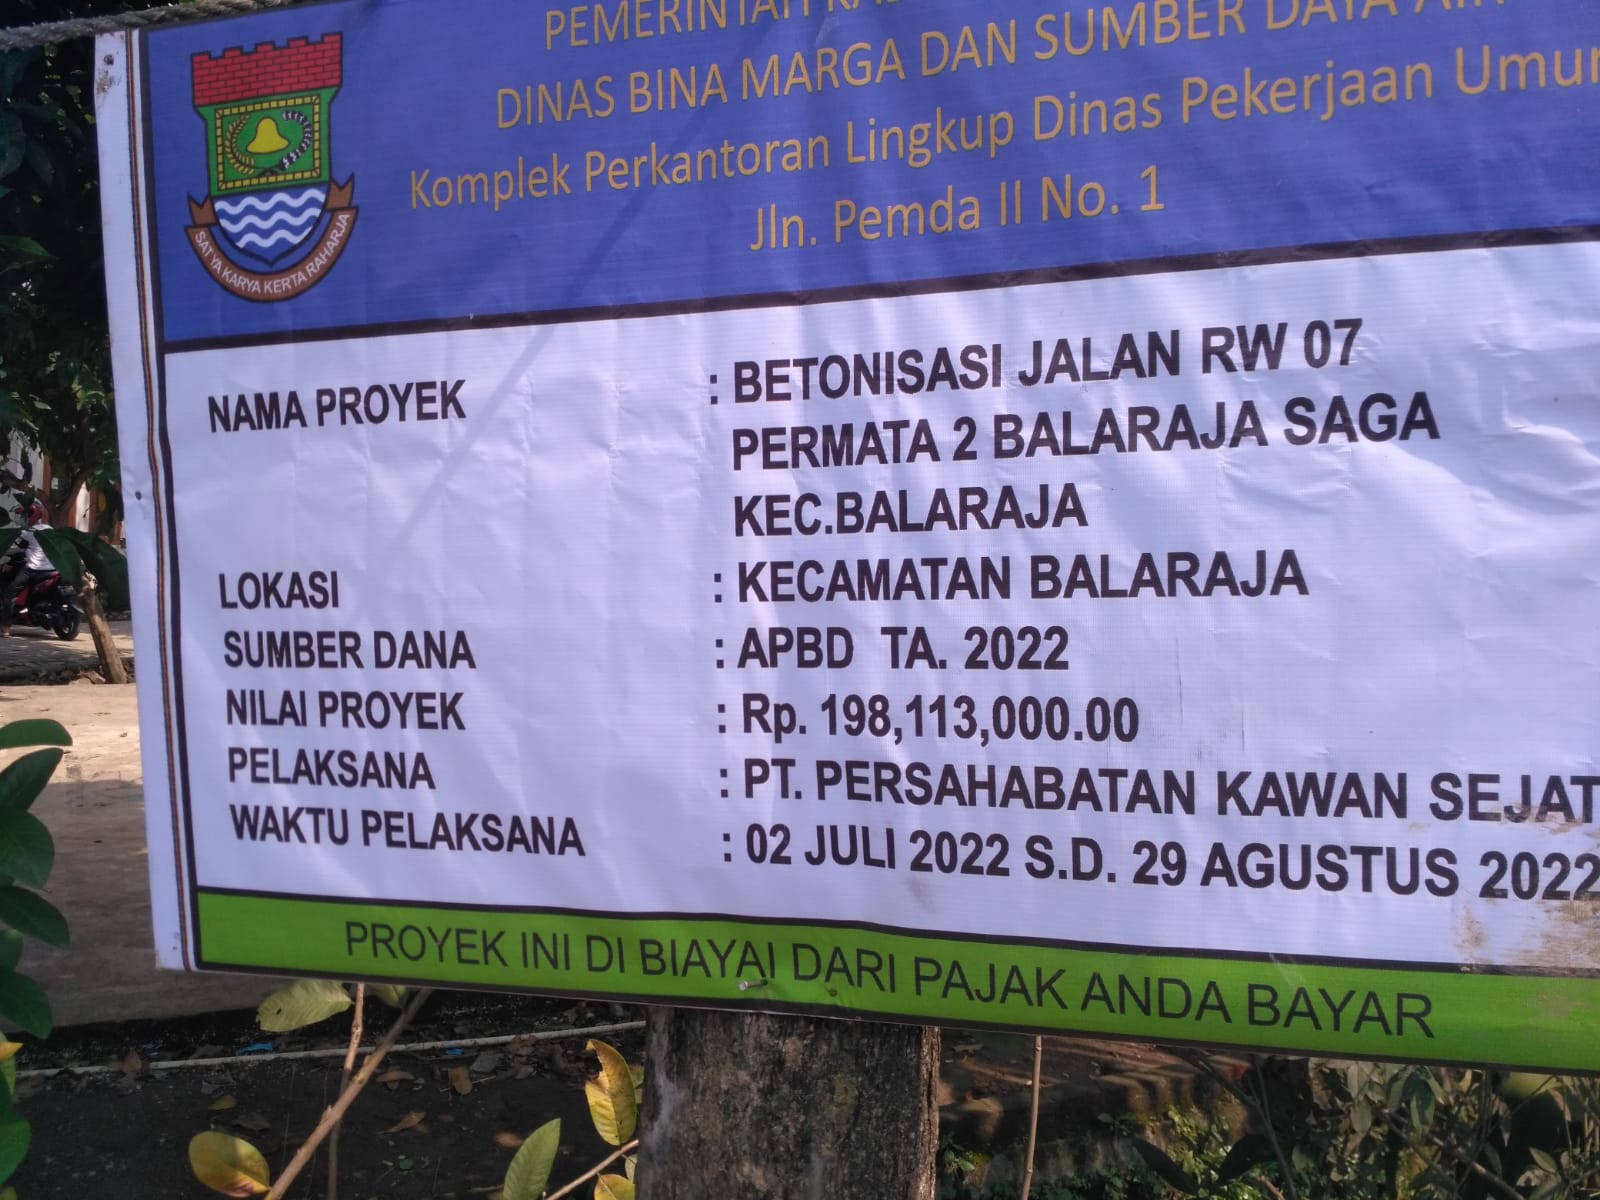 PEMERINTAH
DINAS BINA MARGA DAN SUMBER DAYA AIR
Komplek Perkantoran Lingkup Dinas Pekerjaan Umum
Jln. Pemda II No. 1
SATYA KARYA KERTA RAHARJA
NAMA PROYEK : BETONISASI JALAN RW 07
PERMATA 2 BALARAJA SAGA
KEC.BALARAJA
LOKASI : KECAMATAN BALARAJA
SUMBER DANA : APBD TA. 2022
NILAI PROYEK : Rp. 198,113,000.00
PELAKSANA : PT. PERSAHABATAN KAWAN SEJAT
WAKTU PELAKSANA : 02 JULI 2022 S.D. 29 AGUSTUS 2022
PROYEK INI DI BIAYAI DARI PAJAK ANDA BAYAR